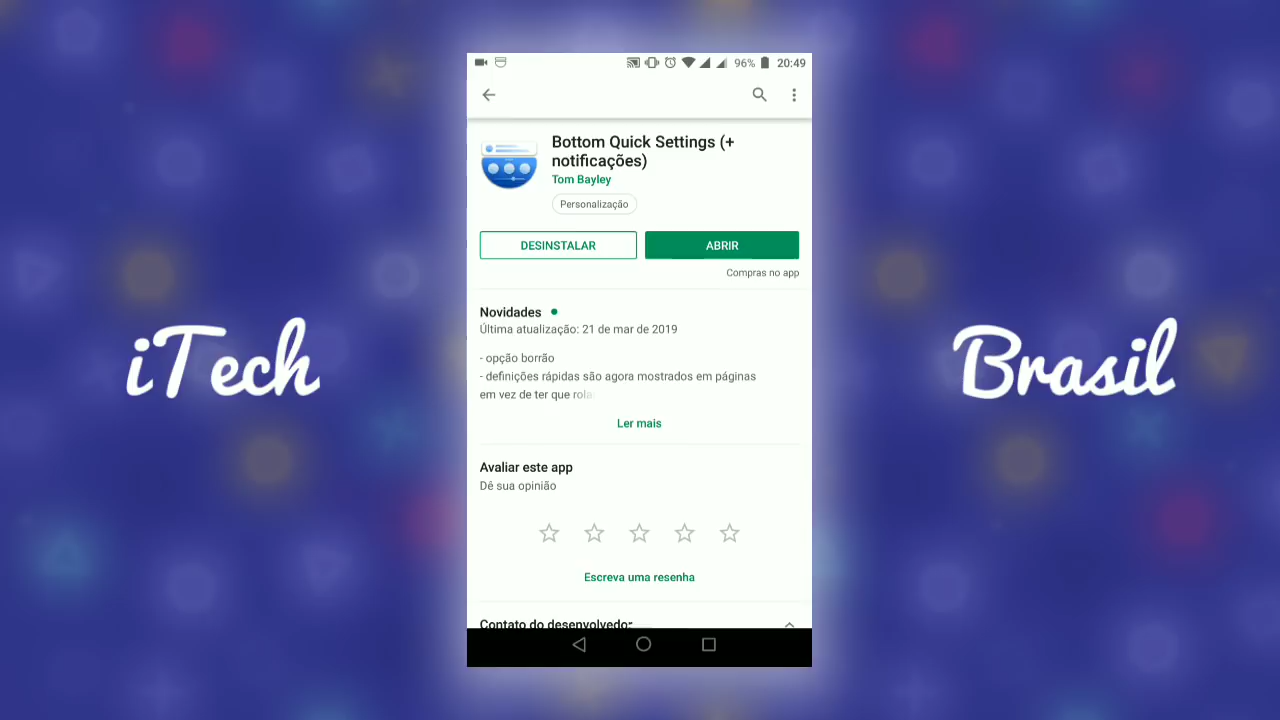 96% 20:49
Bottom Quick Settings (+
notificações)
Tom Bayley
Personalização
DESINSTALAR ABRIR
Compras no app
Novidades
Última atualização: 21 de mar de 2019
- opção borrão
- definições rápidas são agora mostrados em páginas
em vez de ter que rola
Ler mais
Avaliar este app
Dê sua opinião
Escreva uma resenha
Contato do desenvolvedor
iTech
Brasil